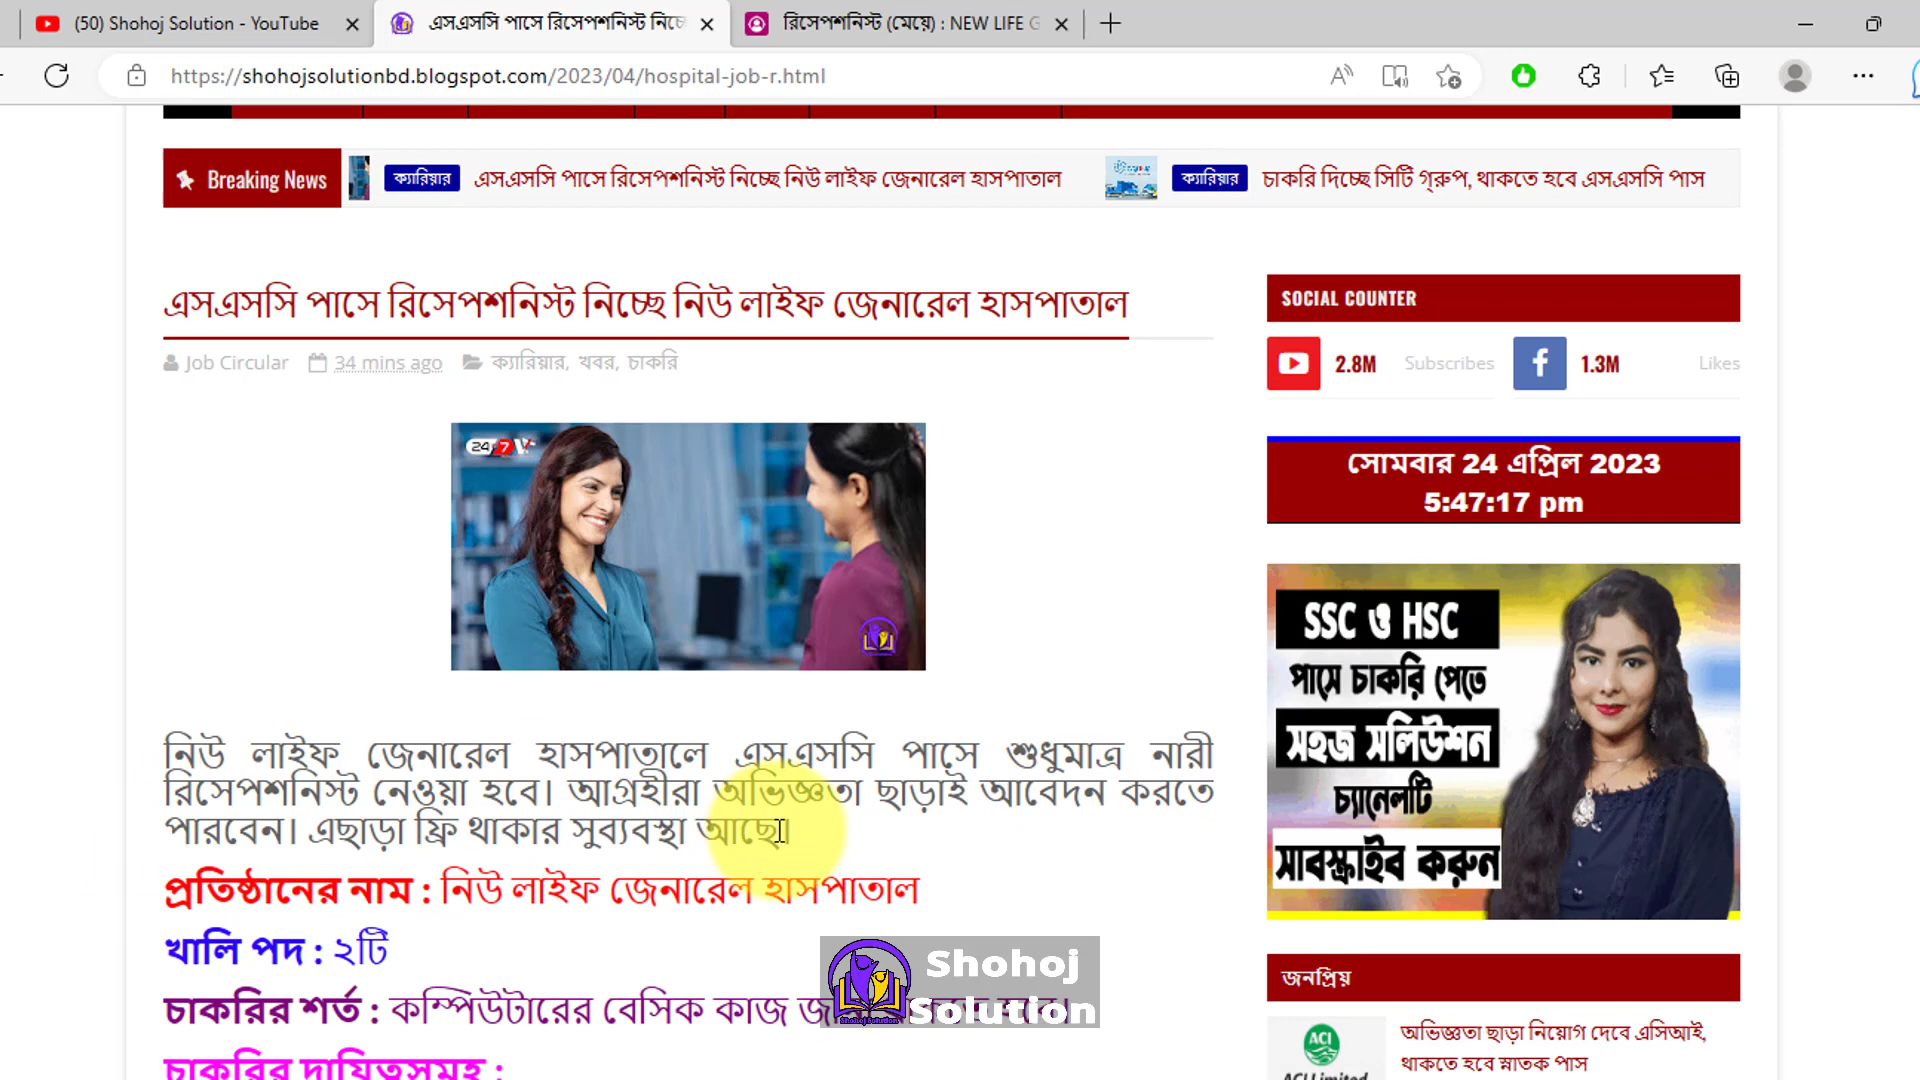 (50) Shohoj Solution - YouTube
এসএসসি পাসে রিসেপশনিস্ট নিচ্ছে
রিসেপশনিস্ট (মেয়ে) : NEW LIFE G
https://shohojsolutionbd.blogspot.com/2023/04/hospital-job-r.html
Breaking News
ক্যারিয়ার
এসএসসি পাসে রিসেপশনিস্ট নিচ্ছে নিউ লাইফ জেনারেল হাসপাতাল
ক্যারিয়ার
চাকরি দিচ্ছে সিটি গ্রুপ, থাকতে হবে এসএসসি পাস
এসএসসি পাসে রিসেপশনিস্ট নিচ্ছে নিউ লাইফ জেনারেল হাসপাতাল
Job Circular 34 mins ago ক্যারিয়ার, খবর, চাকরি
24 7
নিউ লাইফ জেনারেল হাসপাতালে এসএসসি পাসে শুধুমাত্র নারী
রিসেপশনিস্ট নেওয়া হবে। আগ্রহীরা অভিজ্ঞতা ছাড়াই আবেদন করতে
পারবেন। এছাড়া ফ্রি থাকার সুব্যবস্থা আছে।
প্রতিষ্ঠানের নাম : নিউ লাইফ জেনারেল হাসপাতাল
খালি পদ : ২টি
চাকরির শর্ত : কম্পিউটারের বেসিক কাজ
চাকরির দায়িত্বসমূহ :
Shohoj
Solution
SOCIAL COUNTER
2.8M Subscribes
1.3M Likes
সোমবার 24 এপ্রিল 2023
5:47:17 pm
SSC ও HSC
পাসে চাকরি পেতে
সহজ সলিউশন
চ্যানেলটি
সাবস্ক্রাইব করুন
জনপ্রিয়
ACI
ACI Limited
অভিজ্ঞতা ছাড়া নিয়োগ দেবে এসিআই,
থাকতে হবে স্নাতক পাস